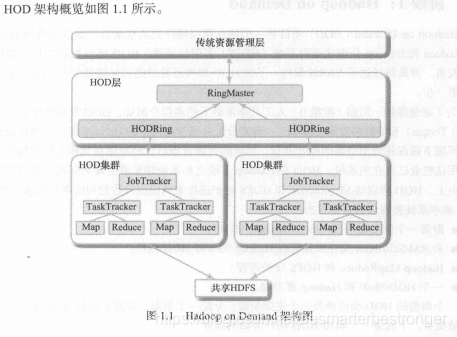 HOD 架构概览如图 1.1 所示。
传统资源管理层
HOD层
RingMaster
HODRing HODRing
HOD集群 HOD集群
JobTracker JobTracker
TaskTracker TaskTracker TaskTracker TaskTracker
Map Reduce Map Reduce Map Reduce Map Reduce
共享HDFS
图 1.1 Hadoop on Demand 架构图